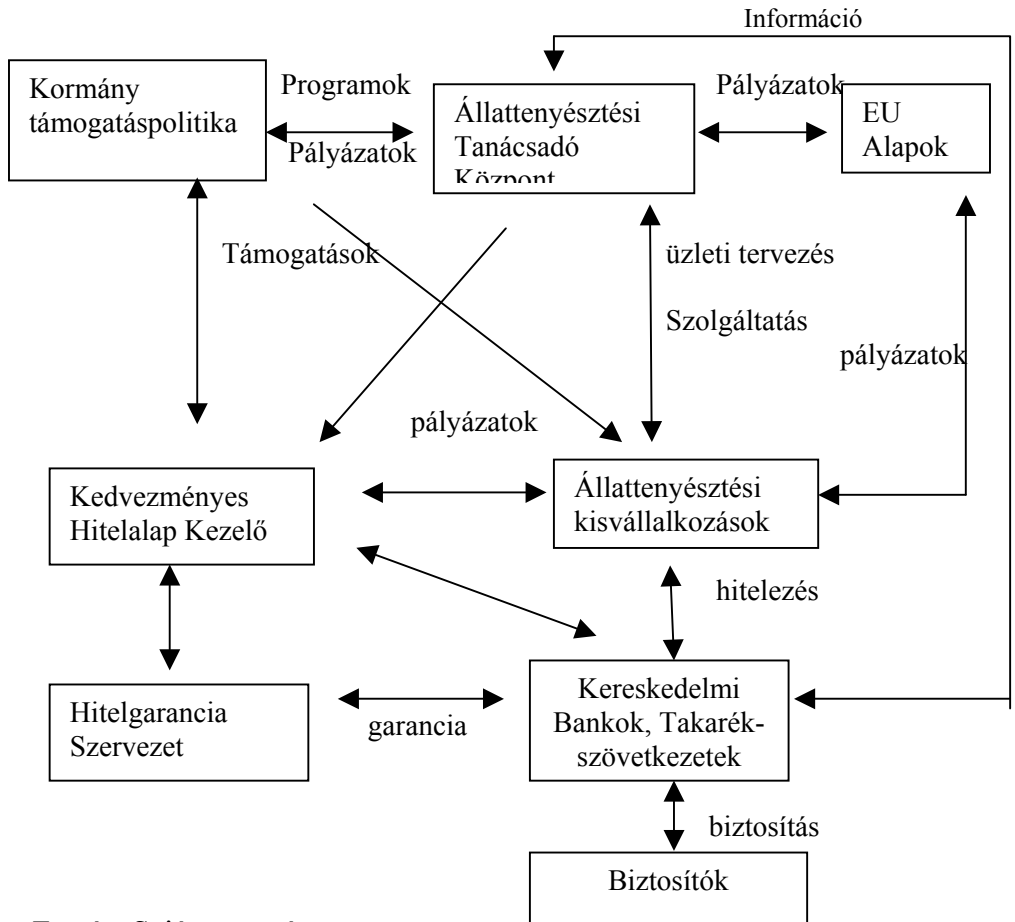 Információ
Kormány
támogatáspolitika
Programok
Pályázatok
Állattenyésztési
Tanácsadó
Központ
Pályázatok
EU
Alapok
Támogatások
üzleti tervezés
Szolgáltatás
pályázatok
pályázatok
Kedvezményes
Hitelalap Kezelő
Állattenyésztési
kisvállalkozások
hitelezés
Hitelgarancia
Szervezet
garancia
Kereskedelmi
Bankok, Takarék-
szövetkezetek
biztosítás
Biztosítók